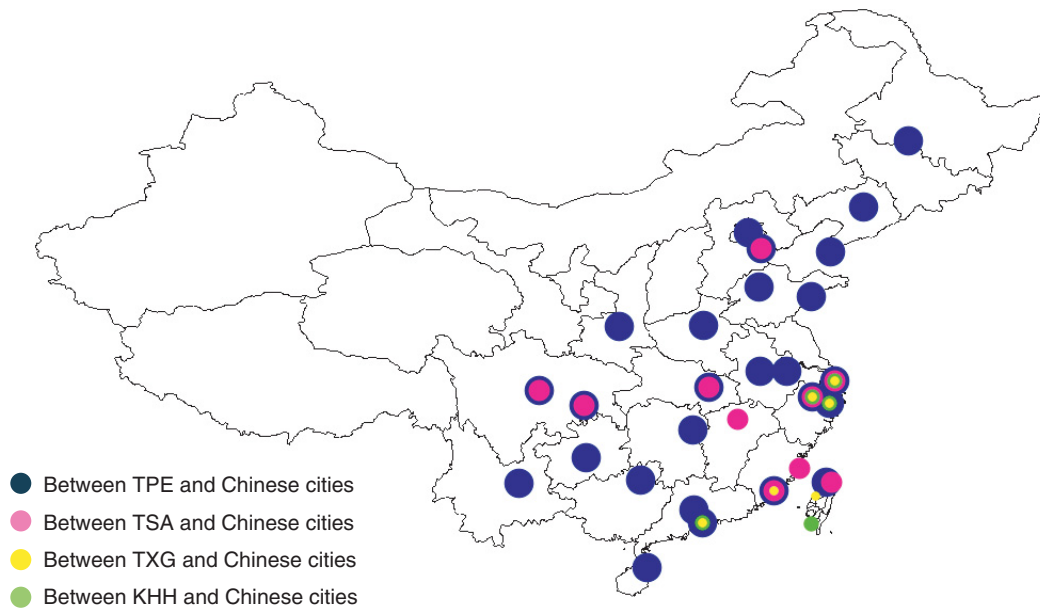 Between TPE and Chinese cities
Between TSA and Chinese cities
Between TXG and Chinese cities
Between KHH and Chinese cities